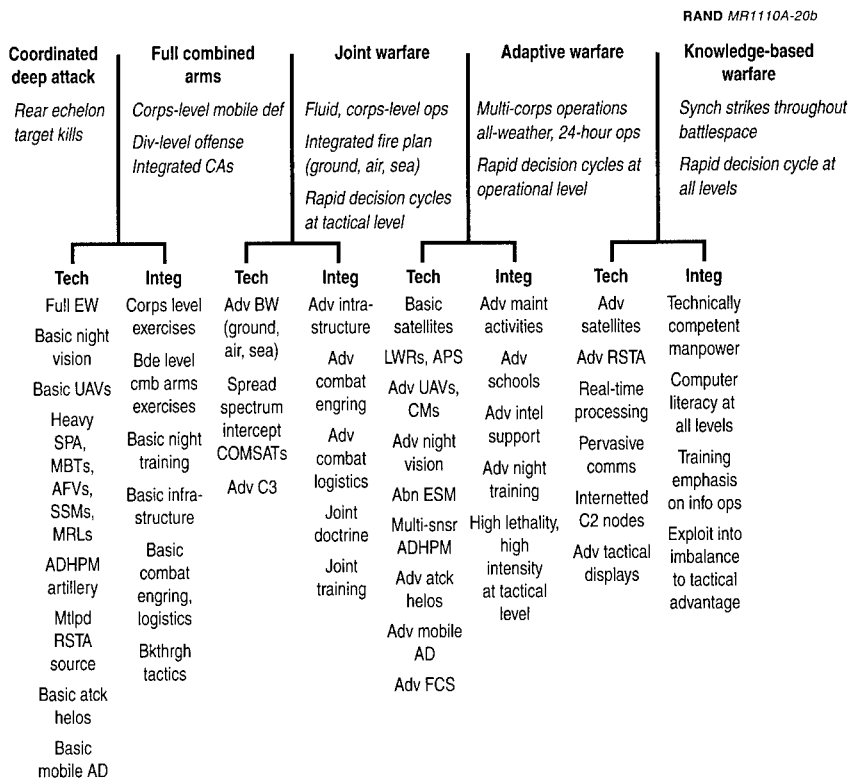 RAND MR1110A-20b
Coordinated
deep attack
Rear echelon
target kills
Full combined
arms
Corps-level mobile def
Div-level offense
Integrated CAs
Joint warfare
Fluid, corps-level ops
Integrated fire plan
(ground, air, sea)
Rapid decision cycles
at tactical level
Adaptive warfare
Multi-corps operations
all-weather, 24-hour ops
Rapid decision cycles at
operational level
Knowledge-based
warfare
Synch strikes throughout
battlespace
Rapid decision cycle at
all levels
Tech
Full EW
Basic night
vision
Basic UAVs
Heavy
SPA,
MBTs,
AFVs,
SSMs,
MRLs
ADHPM
artillery
Mtlpd
RSTA
source
Basic atck
helos
Basic
mobile AD
Integ
Corps level
exercises
Bde level
cmb arms
exercises
Basic night
training
Basic infra-
structure
Basic
combat
engring,
logistics
Bkthrgh
tactics
Tech
Adv BW
(ground,
air, sea)
Spread
spectrum
intercept
COMSATs
Adv C3
Integ
Adv intra-
structure
Adv
combat
engring
Adv
combat
logistics
Joint
doctrine
Joint
training
Tech
Basic
satellites
LWRs, APS
Adv UAVs,
CMs
Adv night
vision
Abn ESM
Multi-snsr
ADHPM
Adv atck
helos
Adv mobile
AD
Adv FCS
Integ
Adv maint
activities
Adv
schools
Adv intel
support
Adv night
training
High lethality,
high
intensity
at tactical
level
Tech
Adv
satellites
Adv RSTA
Real-time
processing
Pervasive
comms
Internetted
C2 nodes
Adv tactical
displays
Integ
Technically
competent
manpower
Computer
literacy at
all levels
Training
emphasis
on info ops
Exploit into
imbalance
to tactical
advantage